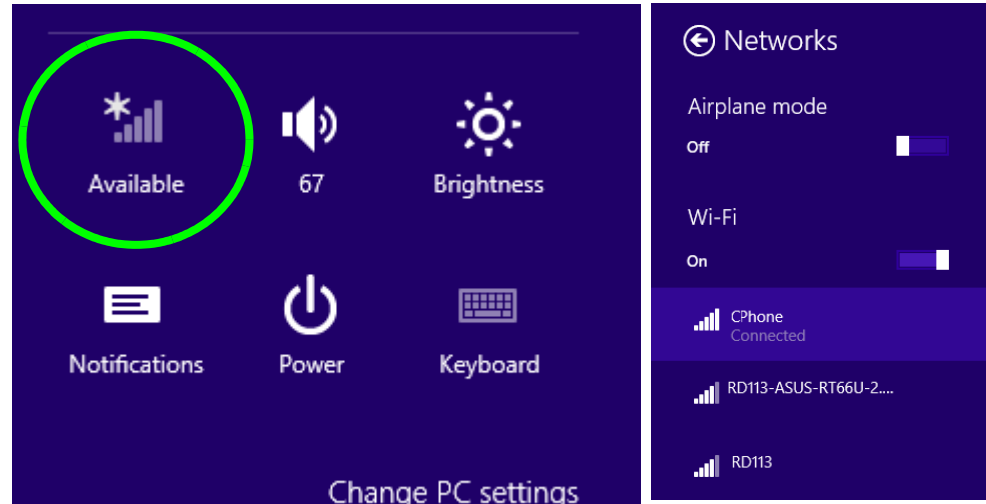 Available
67
Brightness
Notifications
Power
Keyboard
Change PC settings
Networks
Airplane mode
Off
Wi-Fi
On
CPhone
Connected
RD113-ASUS-RT66U-2....
RD113